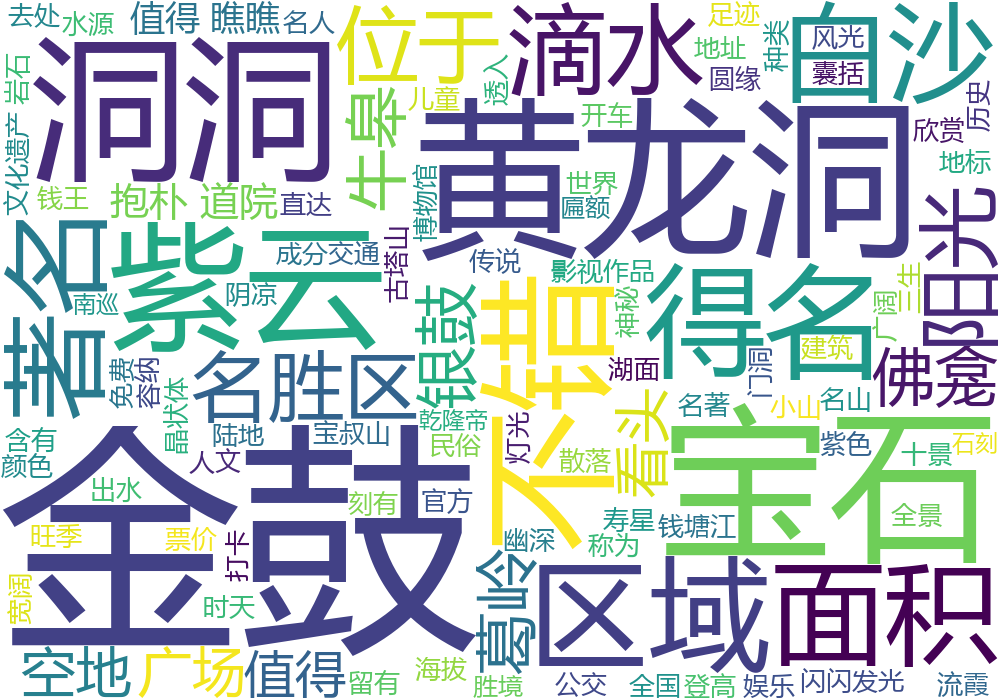 去处
水源
值得 瞧瞧
名人
位于
滴水
足迹
地址
圆缘
种类
白沙
风光
囊括
岩石
洞洞
儿童
透入
历史
欣赏
地标
文化遗产
钱王
抱朴 道院
直达
牛皋
黄龙洞
开车
世界
匾额
博物馆
阳光
著名
紫云
成分交通
古塔山
传说
影视作品
南巡
阴凉
银鼓
不错
神秘
得名
广阔
三生
建筑
佛龛
免费
容纳
名胜区
湖面
门洞
晶状体
含有
颜色
陆地
宝叔山
乾隆帝
民俗
灯光
看头
名著
小山
名山
紫色
十景
石刻
人文
散落
宝石
金鼓
出水
刻有
官方
旺季
票价
打卡
幽深
寿星
称为
钱塘江
全景
宽阔
时天
葛岭
区域
面积
空地
广场
值得
留有
海拔
胜境
公交
全国
登高
娱乐
闪闪发光
流霞